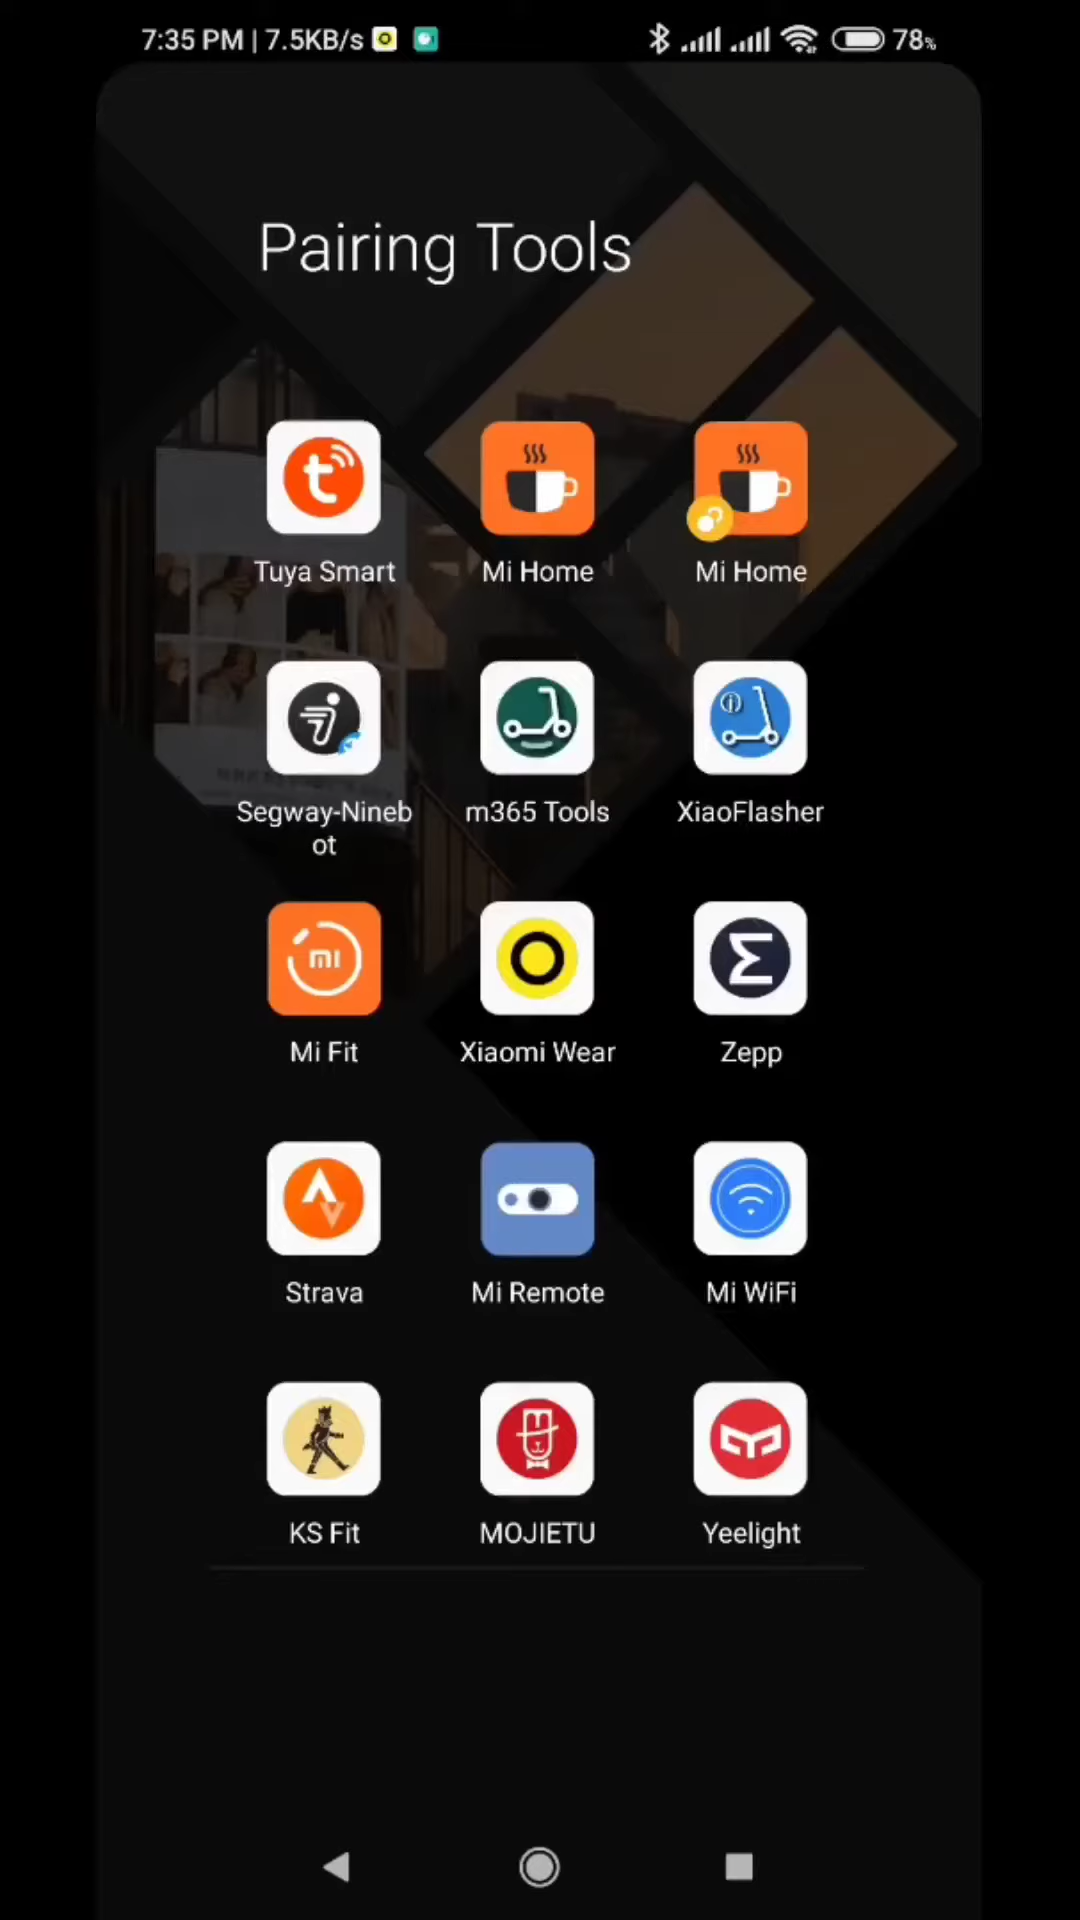 7:35 PM | 7.5KB/s 78%
Pairing Tools
Tuya Smart Mi Home Mi Home
Segway-Nineb
ot
m365 Tools XiaoFlasher
Mi Fit Xiaomi Wear Zepp
Strava Mi Remote Mi WiFi
KS Fit MOJIETU Yeelight